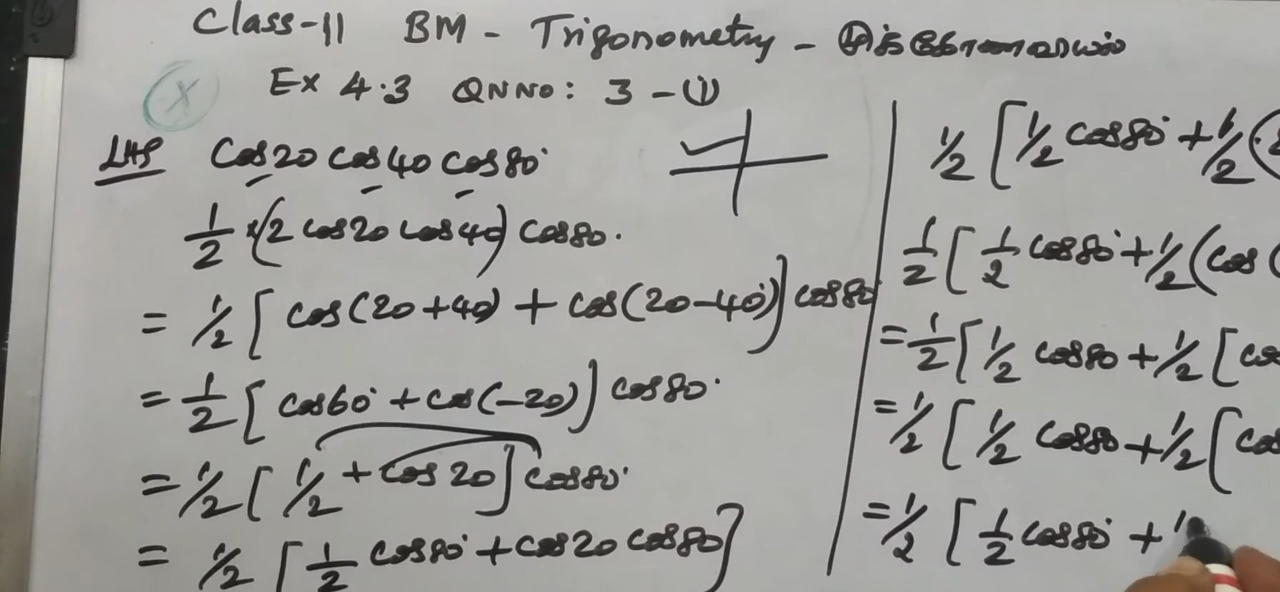 Class-11 BM - Trigonometry -
Ex 4.3 QNNO: 3 - (i)
X
LHS cos20 cos40 cos80°
1/2 × (2 cos20 cos40) cos80.
= 1/2 [ cos(20+40) + cos(20-40)] cos80
= 1/2 [ cos60° + cos(-20)] cos80.
= 1/2 [ 1/2 + cos20] cos80°
= 1/2 [ 1/2 cos80° + cos20 cos80]
1/2 [ 1/2 cos80° + 1/2 (
1/2 [ 1/2 cos80° + 1/2 (cos (
= 1/2 [ 1/2 cos80 + 1/2 [ co
= 1/2 [ 1/2 cos80 + 1/2 [ cos
= 1/2 [ 1/2 cos80° + 1